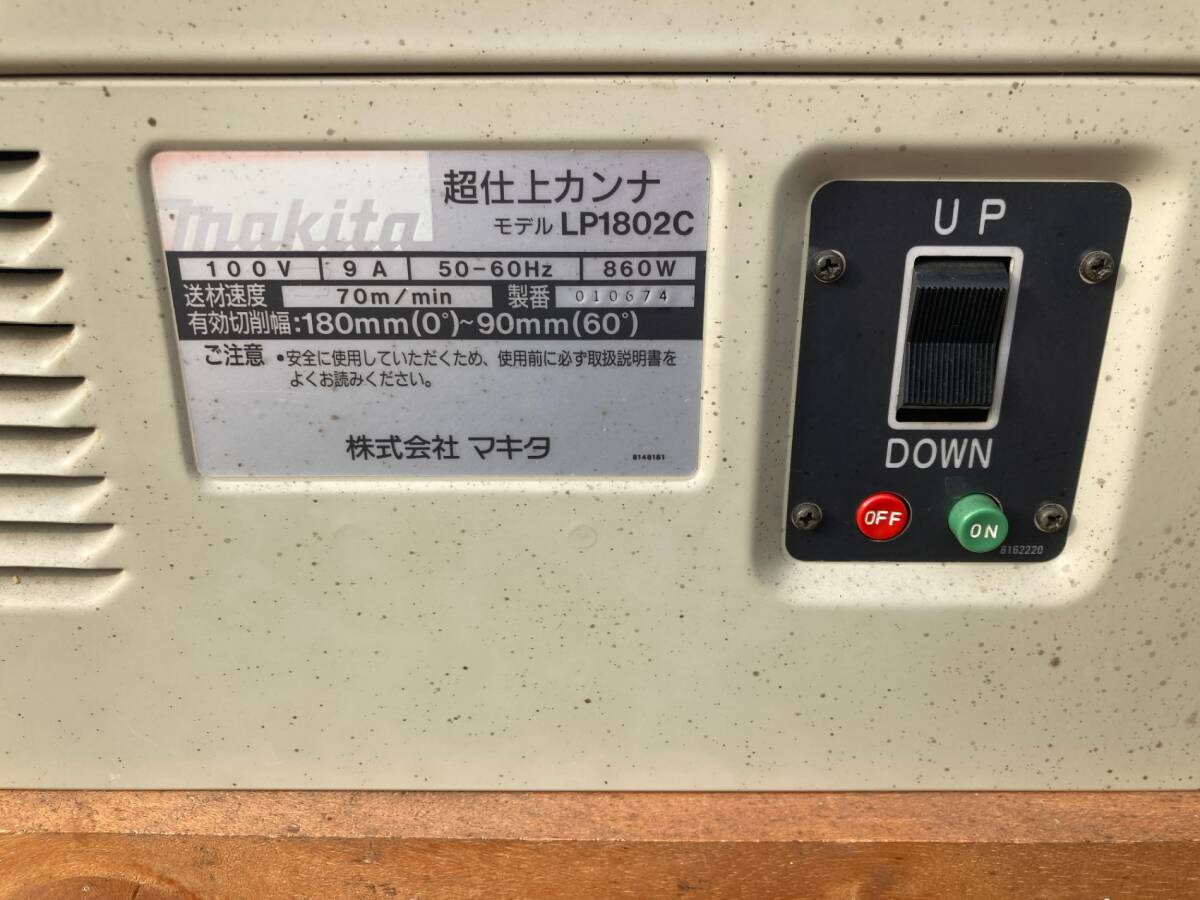 makita
超仕上カンナ
モデル LP1802C
100V 9A 50-60Hz 860W
送材速度 70m/min 製番 010674
有効切削幅:180mm(0°)~90mm(60°)
ご注意 •安全に使用していただくため、使用前に必ず取扱説明書を
よくお読みください。
株式会社 マキタ
8148181
UP
DOWN
OFF
ON
8162220